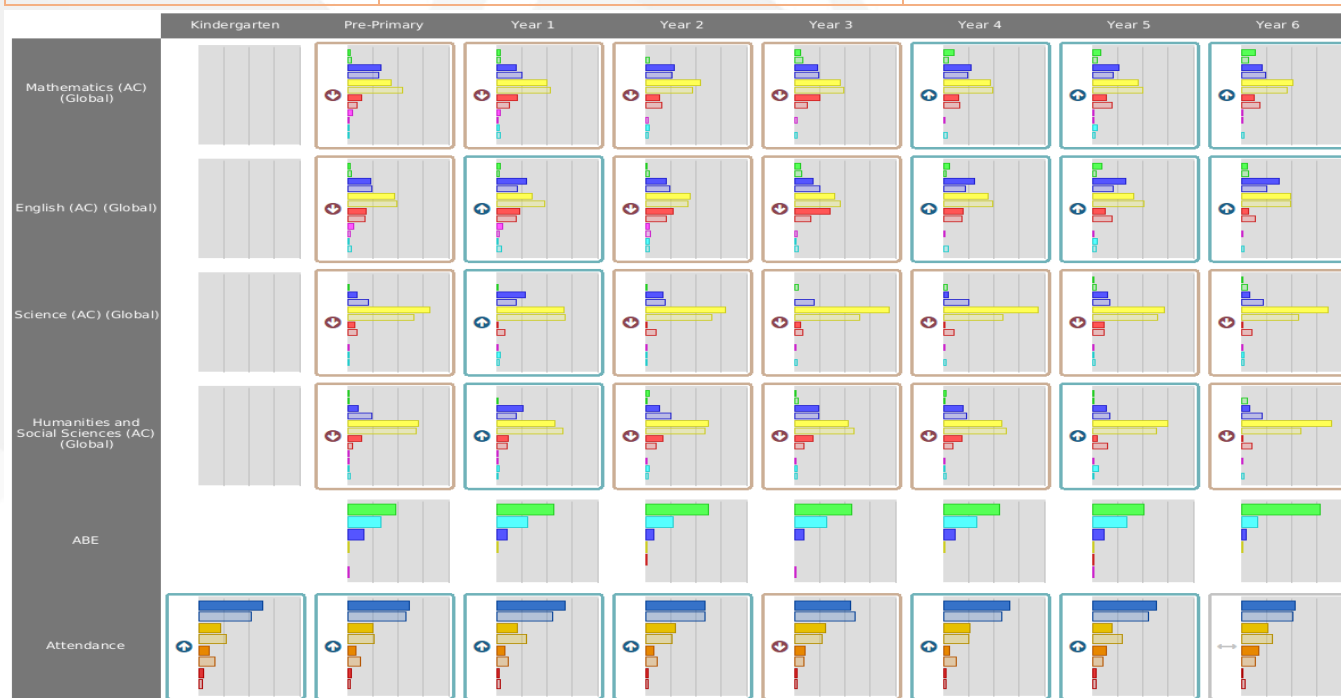 Kindergarten Pre-Primary Year 1 Year 2 Year 3 Year 4 Year 5 Year 6
Mathematics (AC)
(Global)
English (AC) (Global)
Science (AC) (Global)
Humanities and
Social Sciences (AC)
(Global)
ABE
Attendance